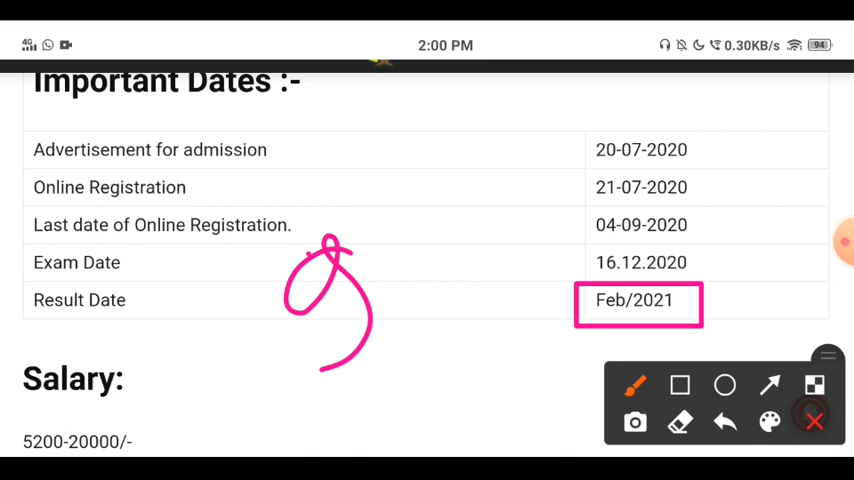 4G 2:00 PM 0.30KB/s 94
Important Dates :-
Advertisement for admission 20-07-2020
Online Registration 21-07-2020
Last date of Online Registration. 04-09-2020
Exam Date 16.12.2020
Result Date Feb/2021
Salary:
5200-20000/-